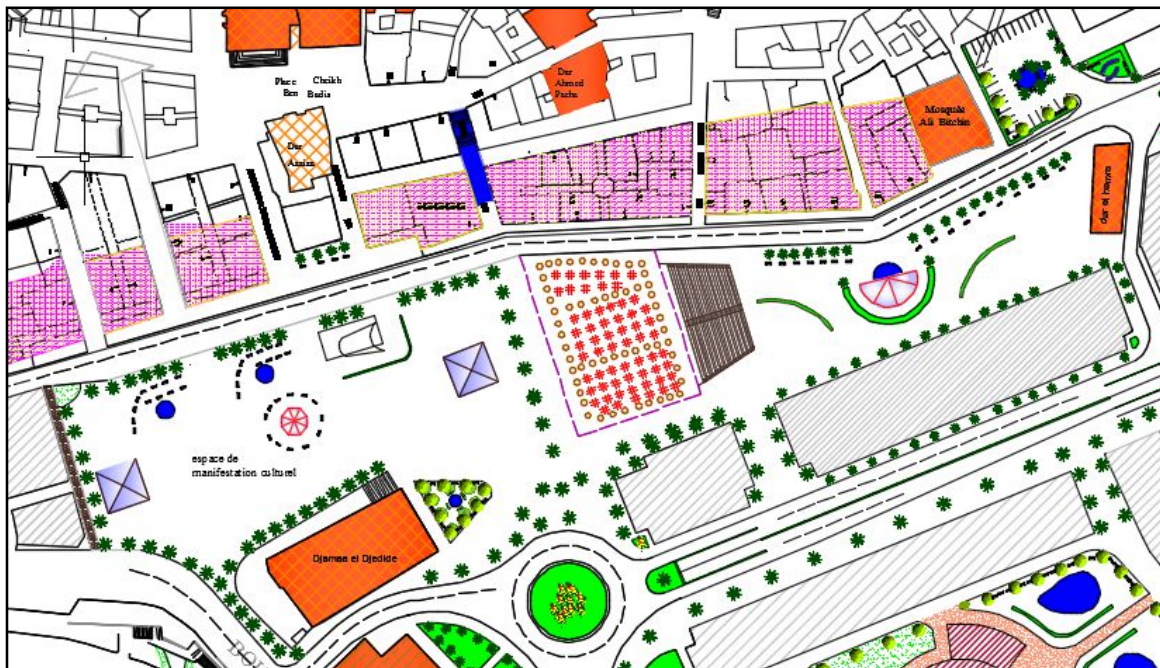 Place Cheikh
Ben Badis
Dar
Ahmed
Pacha
Mosquée
Ali Bitchin
Dar
Aziza
dar el hamra
espace de
manifestation culturel
Djamaa el Djedide
BOU